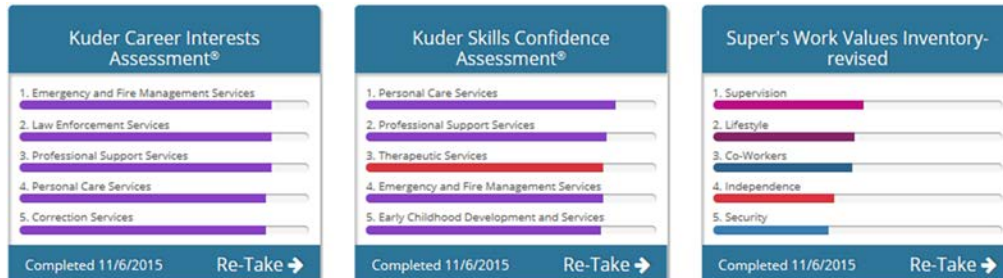 Kuder Career Interests
Assessment®
1. Emergency and Fire Management Services
2. Law Enforcement Services
3. Professional Support Services
4. Personal Care Services
5. Correction Services
Completed 11/6/2015 Re-Take →
Kuder Skills Confidence
Assessment®
1. Personal Care Services
2. Professional Support Services
3. Therapeutic Services
4. Emergency and Fire Management Services
5. Early Childhood Development and Services
Completed 11/6/2015 Re-Take →
Super's Work Values Inventory-
revised
1. Supervision
2. Lifestyle
3. Co-Workers
4. Independence
5. Security
Completed 11/6/2015 Re-Take →